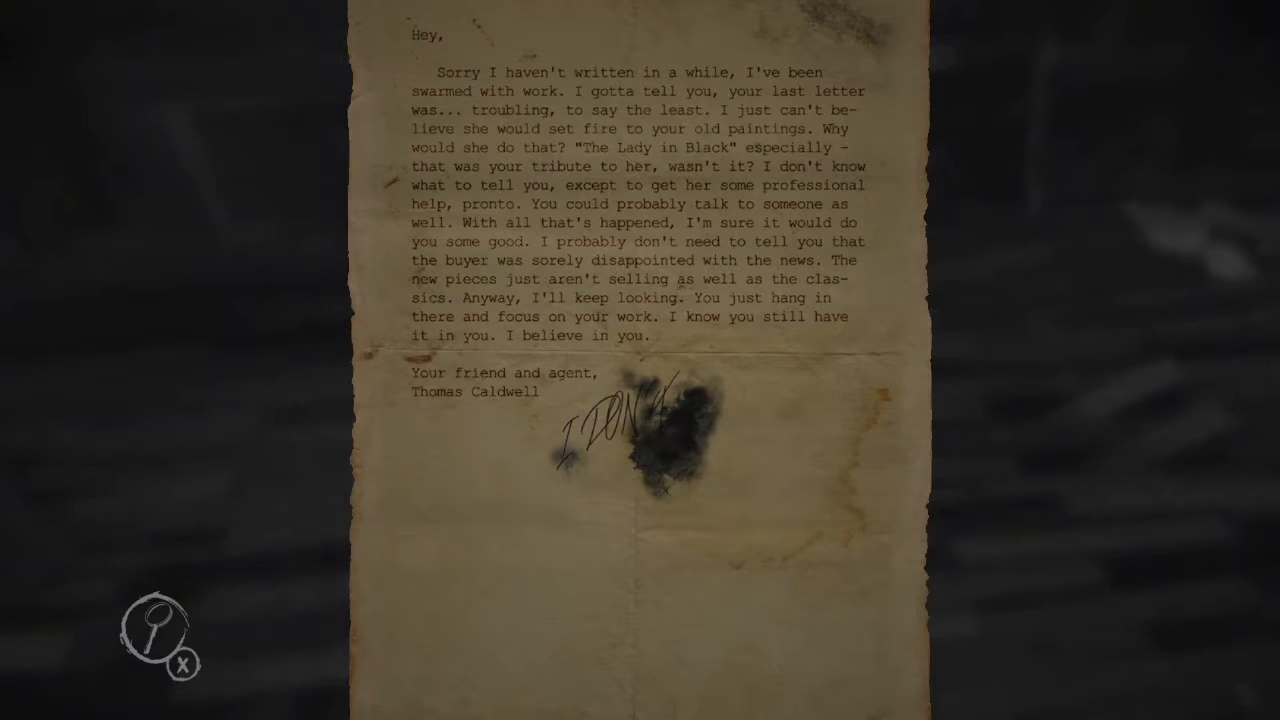 Hey,
Sorry I haven't written in a while, I've been
swarmed with work. I gotta tell you, your last letter
was... troubling, to say the least. I just can't be-
lieve she would set fire to your old paintings. Why
would she do that? "The Lady in Black" especially -
that was your tribute to her, wasn't it? I don't know
what to tell you, except to get her some professional
help, pronto. You could probably talk to someone as
well. With all that's happened, I'm sure it would do
you some good. I probably don't need to tell you that
the buyer was sorely disappointed with the news. The
new pieces just aren't selling as well as the clas-
sics. Anyway, I'll keep looking. You just hang in
there and focus on your work. I know you still have
it in you. I believe in you.
Your friend and agent,
Thomas Caldwell
I
X